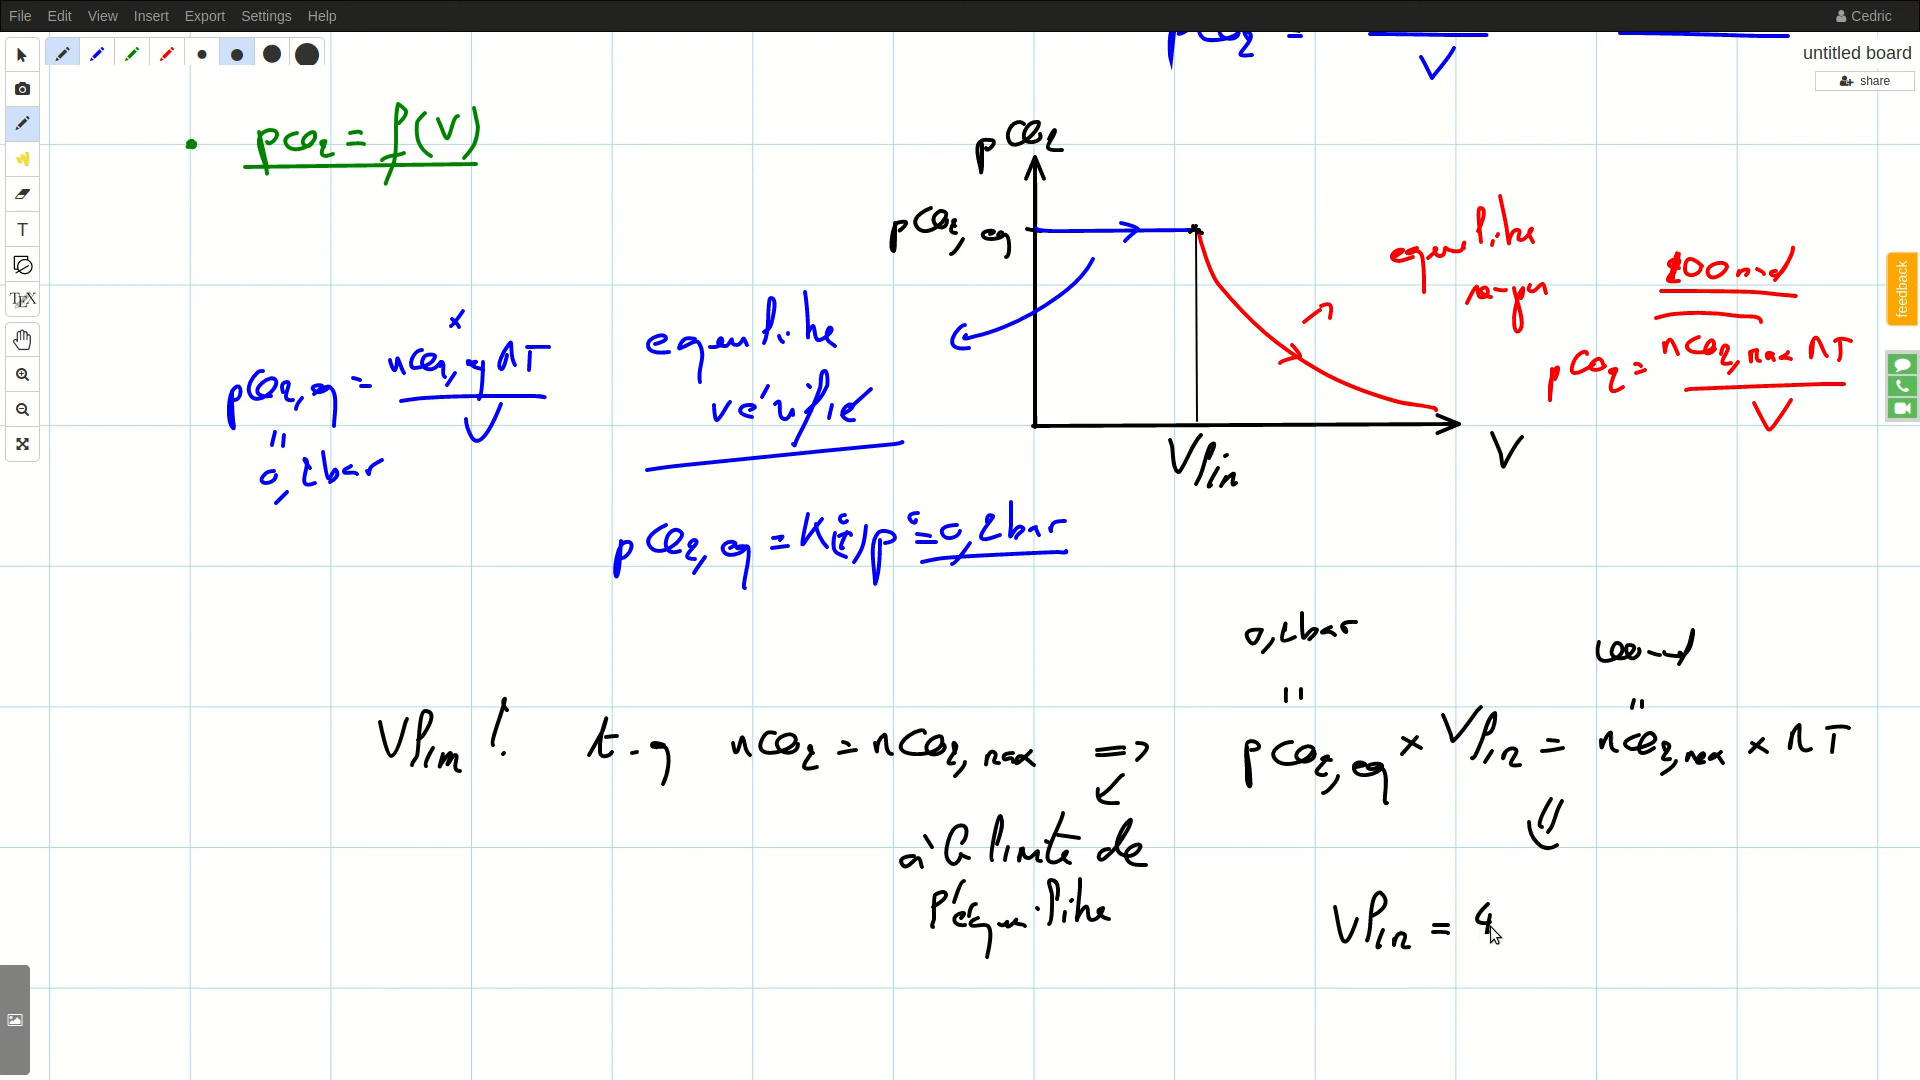 File Edit View Insert Export Settings Help
Cedric
untitled board
share
feedback
T
TEX
pCO2 =
V
• pCO2 = f(V)
pCO2
pCO2, eq
V
Vlim
équilibre
vérifié
équilibre
rompu
100 mol
pCO2 = nCO2, max RT
V
pCO2, eq = nCO2, eq RT
V
"
0,2 bar
pCO2, eq = K°(T) p° = 0,2 bar
0,2 bar
100 mol
Vlim : t.q nCO2 = nCO2, max => pCO2, eq × Vlim = nCO2, max × RT
à la limite de
l'équilibre
Vlim = 4